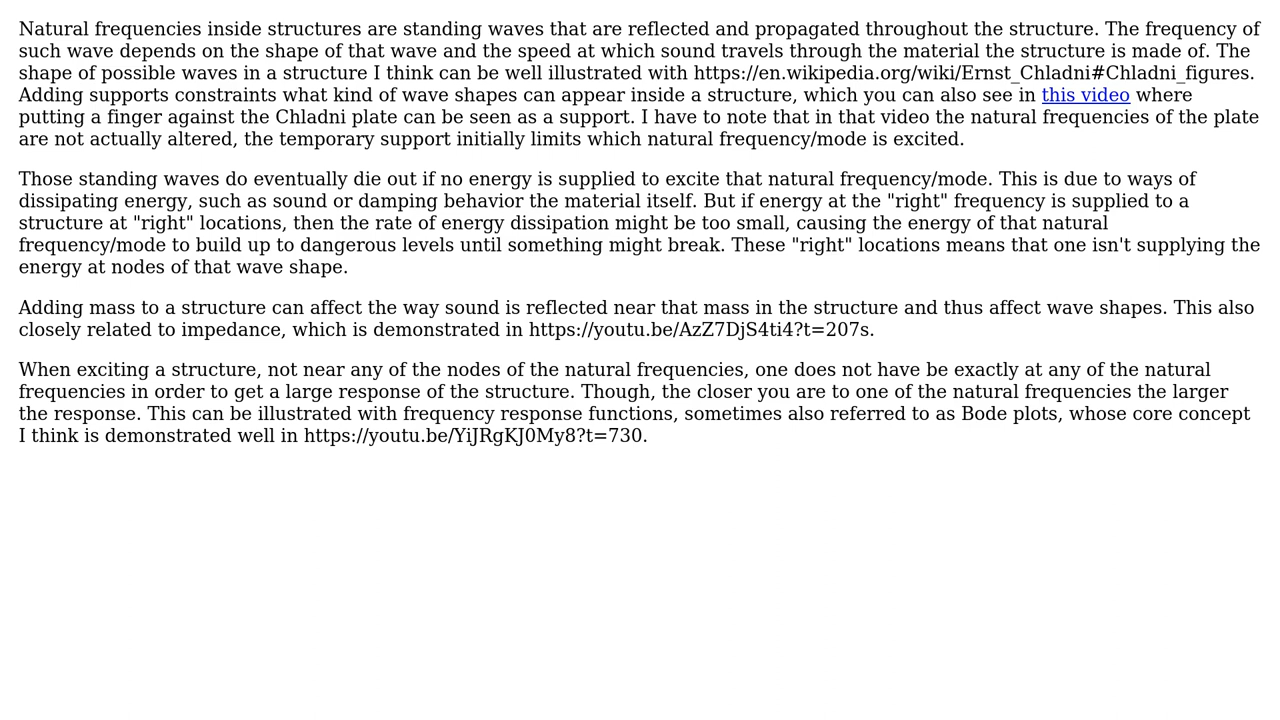 Natural frequencies inside structures are standing waves that are reflected and propagated throughout the structure. The frequency of
such wave depends on the shape of that wave and the speed at which sound travels through the material the structure is made of. The
shape of possible waves in a structure I think can be well illustrated with https://en.wikipedia.org/wiki/Ernst_Chladni#Chladni_figures.
Adding supports constraints what kind of wave shapes can appear inside a structure, which you can also see in this video where
putting a finger against the Chladni plate can be seen as a support. I have to note that in that video the natural frequencies of the plate
are not actually altered, the temporary support initially limits which natural frequency/mode is excited.
Those standing waves do eventually die out if no energy is supplied to excite that natural frequency/mode. This is due to ways of
dissipating energy, such as sound or damping behavior the material itself. But if energy at the "right" frequency is supplied to a
structure at "right" locations, then the rate of energy dissipation might be too small, causing the energy of that natural
frequency/mode to build up to dangerous levels until something might break. These "right" locations means that one isn't supplying the
energy at nodes of that wave shape.
Adding mass to a structure can affect the way sound is reflected near that mass in the structure and thus affect wave shapes. This also
closely related to impedance, which is demonstrated in https://youtu.be/AzZ7DjS4ti4?t=207s.
When exciting a structure, not near any of the nodes of the natural frequencies, one does not have be exactly at any of the natural
frequencies in order to get a large response of the structure. Though, the closer you are to one of the natural frequencies the larger
the response. This can be illustrated with frequency response functions, sometimes also referred to as Bode plots, whose core concept
I think is demonstrated well in https://youtu.be/YiJRgKJ0My8?t=730.